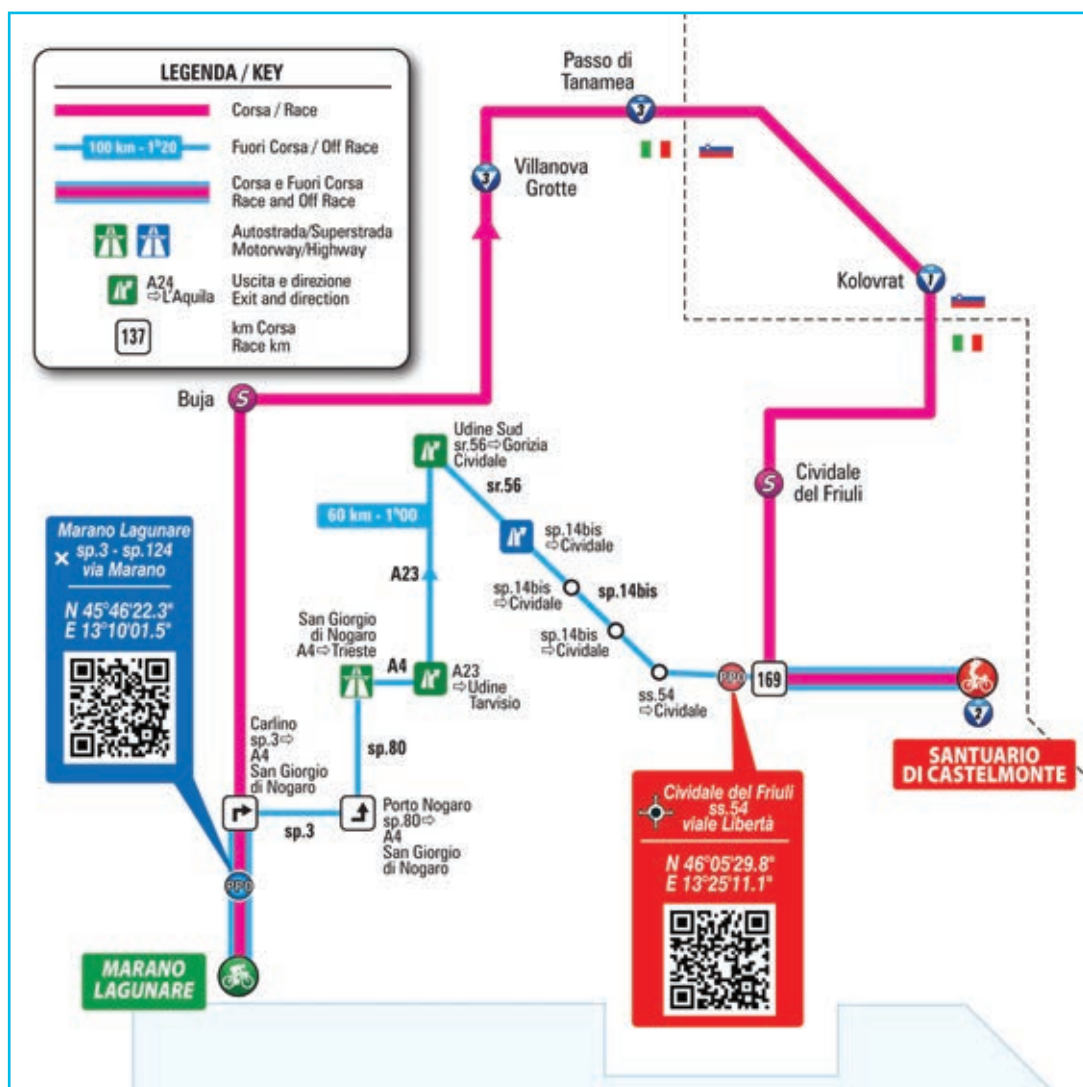 LEGENDA / KEY
Corsa / Race
100 km - 1ʰ20
Fuori Corsa / Off Race
Corsa e Fuori Corsa
Race and Off Race
Autostrada/Superstrada
Motorway/Highway
A24
⇨L'Aquila
Uscita e direzione
Exit and direction
137
km Corsa
Race km
Passo di
Tanamea
3
3
Villanova
Grotte
Kolovrat
1
Buja
S
Udine Sud
sr.56⇨Gorizia
Cividale
sr.56
S
Cividale
del Friuli
60 km - 1ʰ00
Marano Lagunare
sp.3 - sp.124
via Marano
N 45°46'22.3"
E 13°10'01.5"
sp.14bis
⇨Cividale
A23
sp.14bis
⇨Cividale
sp.14bis
San Giorgio
di Nogaro
A4⇨Trieste
sp.14bis
⇨Cividale
A4
A23
⇨Udine
Tarvisio
ss.54
⇨Cividale
PPO
169
2
Carlino
sp.3⇨
A4
San Giorgio
di Nogaro
sp.80
SANTUARIO
DI CASTELMONTE
sp.3
Porto Nogaro
sp.80⇨
A4
San Giorgio
di Nogaro
Cividale del Friuli
ss.54
viale Libertà
N 46°05'29.8"
E 13°25'11.1"
PPO
MARANO
LAGUNARE